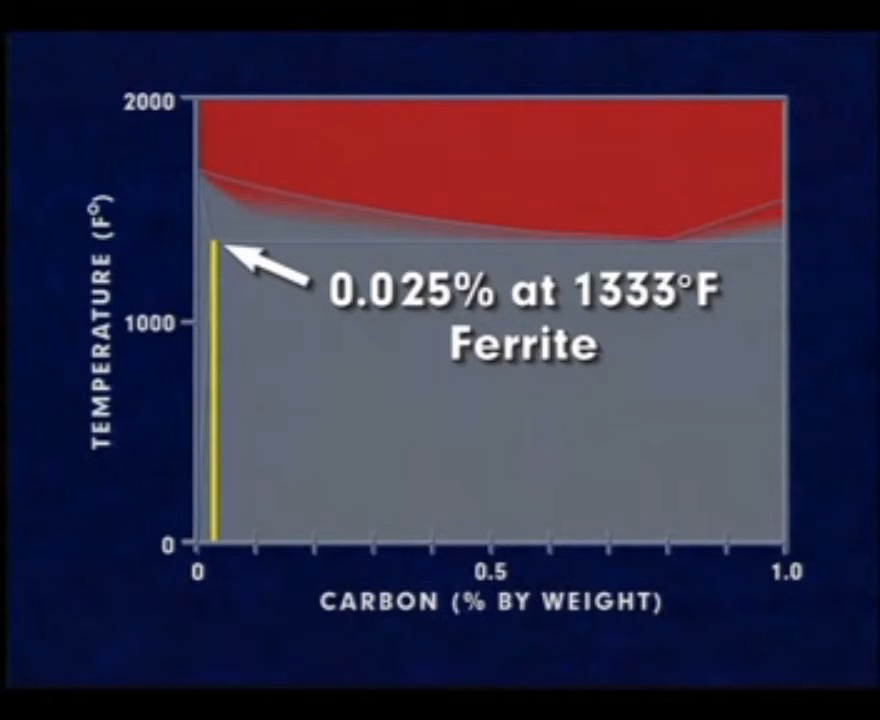 2000
TEMPERATURE (F°)
0.025% at 1333°F
Ferrite
1000
0
0
0.5
1.0
CARBON (% BY WEIGHT)